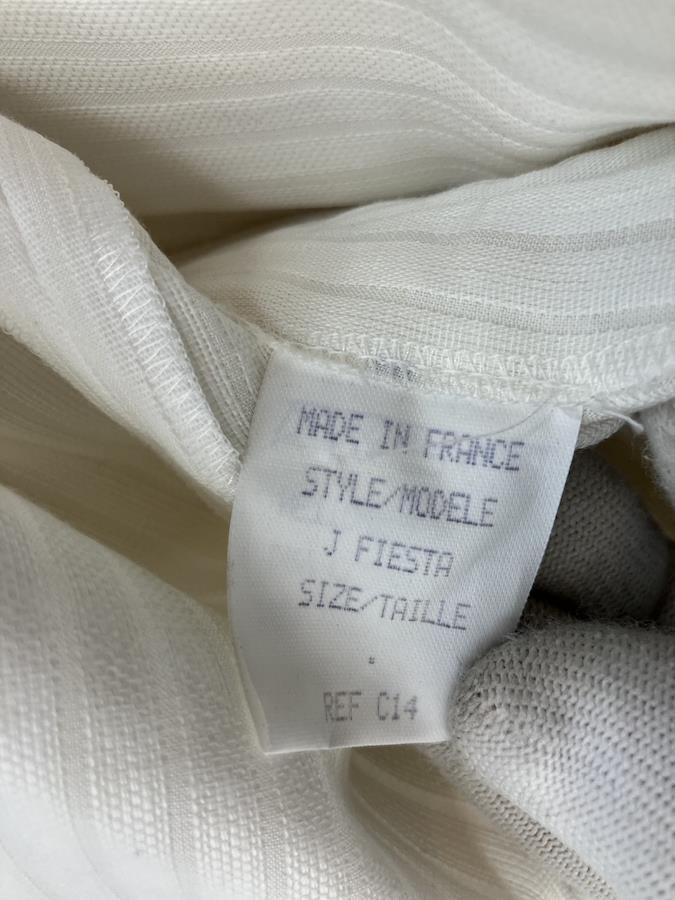 MADE IN FRANCE
STYLE/MODELE
J FIESTA
SIZE/TAILLE
.
REF C14